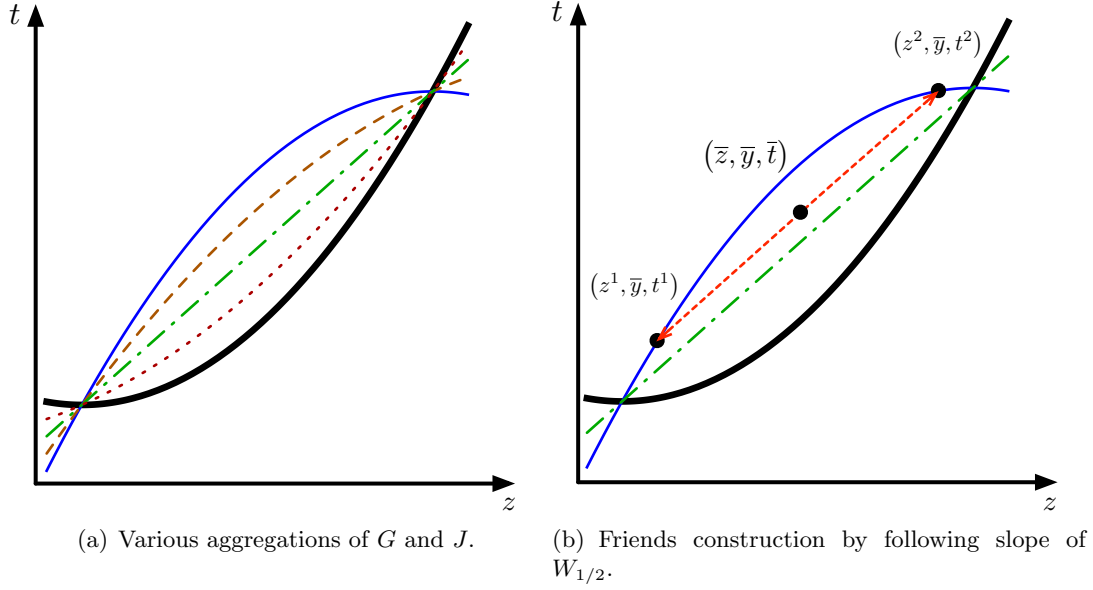 t
z
(a) Various aggregations of G and J.
t
(z², y̅, t²)
(z̅, y̅, t̅)
(z¹, y̅, t¹)
z
(b) Friends construction by following slope of
W₁/₂.